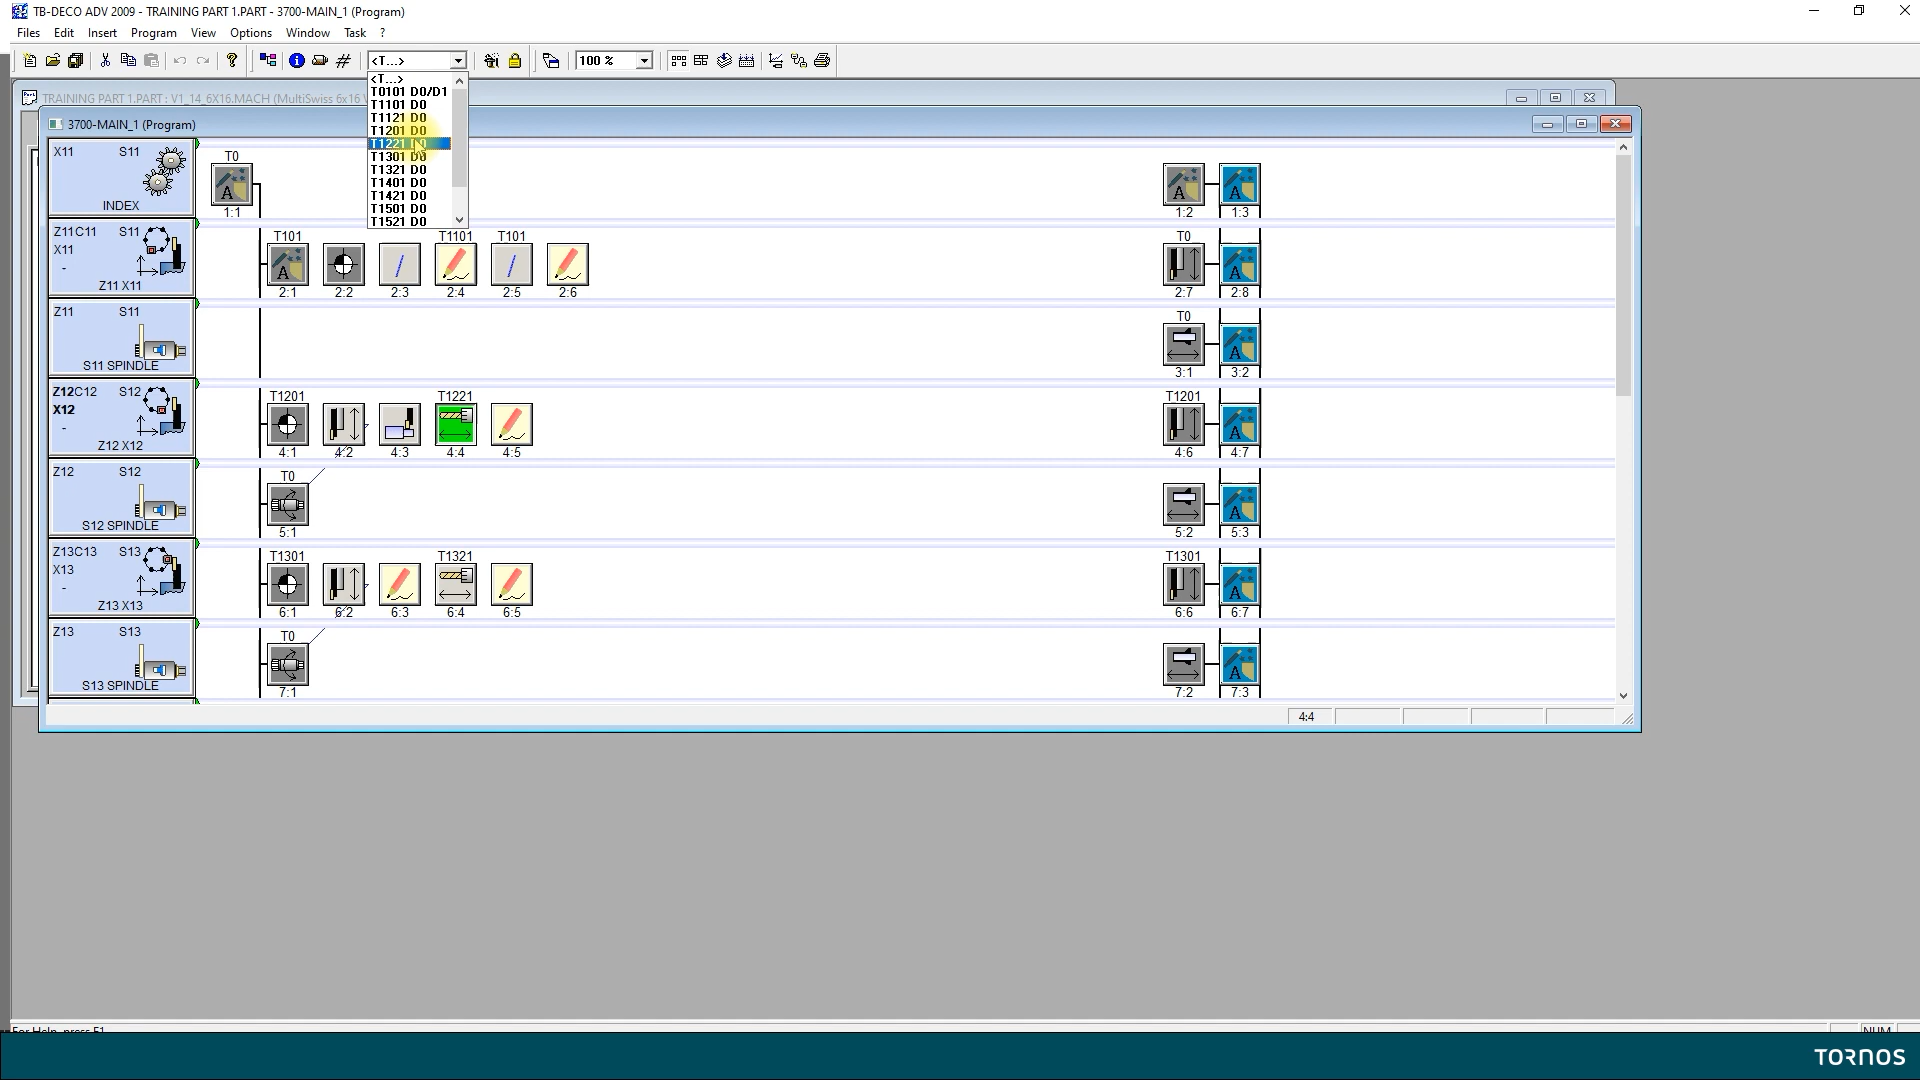 TB-DECO ADV 2009 - TRAINING PART 1.PART - 3700-MAIN_1 (Program)
Files Edit Insert Program View Options Window Task ?
<T...> 100 %
<T...>
T0101 D0/D1
T1101 D0
T1121 D0
T1201 D0
T1221 D0
T1301 D0
T1321 D0
T1401 D0
T1421 D0
T1501 D0
T1521 D0
TRAINING PART 1.PART : V1_14_6X16.MACH (MultiSwiss 6x16
3700-MAIN_1 (Program)
X11 S11 T0
INDEX 1:1 1:2 1:3
Z11C11 S11 T101 T1101 T101 T0
X11
-
Z11 X11 2:1 2:2 2:3 2:4 2:5 2:6 2:7 2:8
Z11 S11 T0
S11 SPINDLE 3:1 3:2
Z12C12 S12 T1201 T1221 T1201
X12
-
Z12 X12 4:1 4:2 4:3 4:4 4:5 4:6 4:7
Z12 S12 T0
S12 SPINDLE 5:1 5:2 5:3
Z13C13 S13 T1301 T1321 T1301
X13
-
Z13 X13 6:1 6:2 6:3 6:4 6:5 6:6 6:7
Z13 S13 T0
S13 SPINDLE 7:1 7:2 7:3
4:4
For Help, press F1 NUM
TORNOS